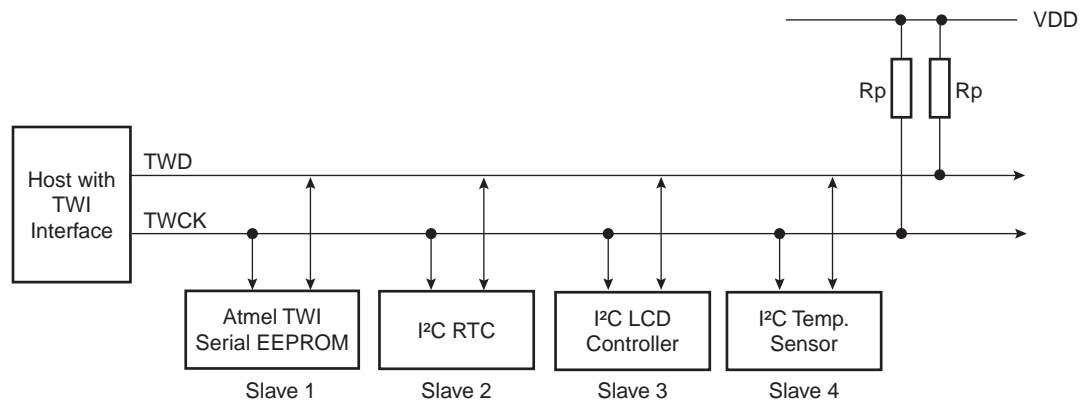 VDD
Rp
Rp
Host with
TWI
Interface
TWD
TWCK
Atmel TWI
Serial EEPROM
I²C RTC
I²C LCD
Controller
I²C Temp.
Sensor
Slave 1
Slave 2
Slave 3
Slave 4